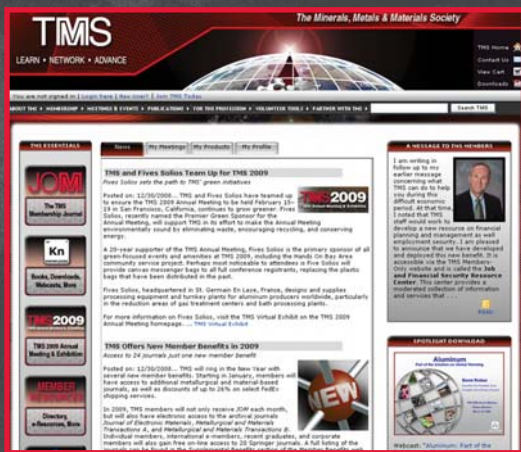 The Minerals, Metals & Materials Society
TMS
LEARN • NETWORK • ADVANCE
TMS Home
Contact Us
View Cart
Downloads
You are not signed in | Login here | New User? | Join TMS Today
ABOUT TMS • MEMBERSHIP • MEETINGS & EVENTS • PUBLICATIONS • FOR THE PROFESSION • VOLUNTEER TOOLS • PARTNER WITH TMS •
Search TMS
TMS ESSENTIALS
JOM
The TMS
Membership Journal
Kn
Books, Downloads,
Webcasts, More
TMS2009
TMS 2009 Annual
Meeting & Exhibition
MEMBER
RESOURCES
Directory,
e-Resources, More
News
My Meetings
My Products
My Profile
TMS and Fives Solios Team Up for TMS 2009
Fives Solios sets the path to TMS' green initiatives
TMS2009
Posted on: 12/30/2008... TMS and Fives Solios have teamed up
to ensure the TMS 2009 Annual Meeting to be held February 15–
19 in San Francisco, California, continues to grow greener. Fives
Solios, recently named the Premier Green Sponsor for the
Annual Meeting, will support TMS in its effort to make the Annual Meeting
environmentally sound by eliminating waste, encouraging recycling, and conserving
energy.
A 20-year supporter of the TMS Annual Meeting, Fives Solios is the primary sponsor of all
green-focused events and amenities at TMS 2009, including the Hands On Bay Area
community service project. Perhaps most noticeable to attendees is Five Solios will
provide canvas messenger bags to all full conference registrants, replacing the plastic
bags that have been distributed in the past.
Fives Solios, headquartered in St. Germain En Laye, France, designs and supplies
processing equipment and turnkey plants for aluminum producers worldwide, particularly
in the reduction areas of gas treatment centers and bath processing plants.
For more information on Fives Solios, visit the TMS Virtual Exhibit on the TMS 2009
Annual Meeting homepage. ... TMS Virtual Exhibit
TMS Offers New Member Benefits in 2009
Access to 24 journals just one new member benefit
NEW
Posted on: 12/30/2008... TMS will ring in the New Year with
several new member benefits. Starting in January, members will
have access to additional metallurgical and material-based
journals, as well as discounts of up to 26% on select FedEx
shipping services.
In 2009, TMS members will not only receive JOM each month,
but will also have electronic access to the archival journals
Journal of Electronic Materials, Metallurgical and Materials
Transactions A, and Metallurgical and Materials Transactions B.
Individual members, international e-members, recent graduates, and corporate
members will also gain free on-line access to 20 Springer journals. A full listing of the
A MESSAGE TO TMS MEMBERS
I am writing in
follow up to my
earlier message
concerning what
TMS can do to help
you during this
difficult economic
period. At that time,
I noted that TMS
staff would work to
develop a new resource on financial
planning and management as well
employment security. I am pleased
to announce that we have developed
and deployed this new benefit. It is
accessible via the TMS Members-
Only website and is called the Job
and Financial Security Resource
Center. This center provides a
moderated collection of information
and services that ...
SPOTLIGHT DOWNLOAD
Aluminum
Webcast: "Aluminum: Part of the